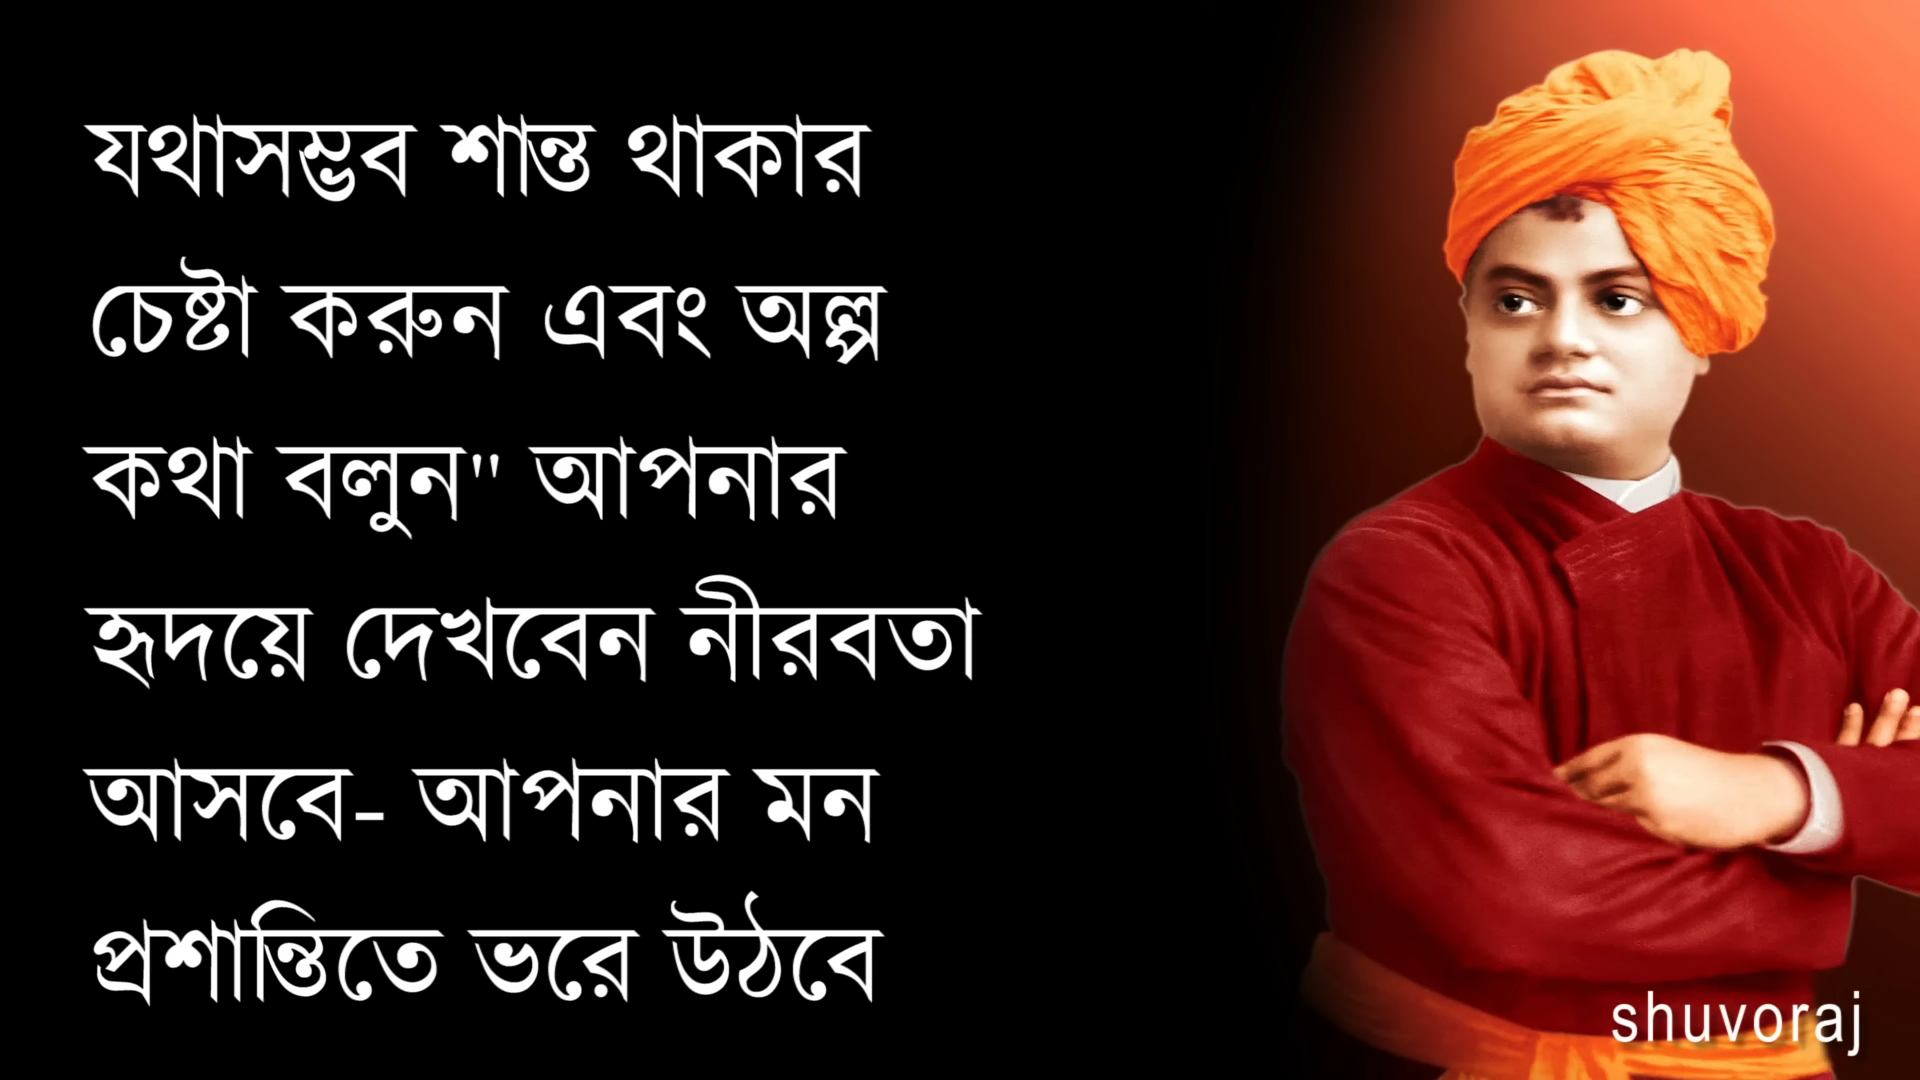 যথাসম্ভব শান্ত থাকার
চেষ্টা করুন এবং অল্প
কথা বলুন" আপনার
হৃদয়ে দেখবেন নীরবতা
আসবে- আপনার মন
প্রশান্তিতে ভরে উঠবে
shuvoraj